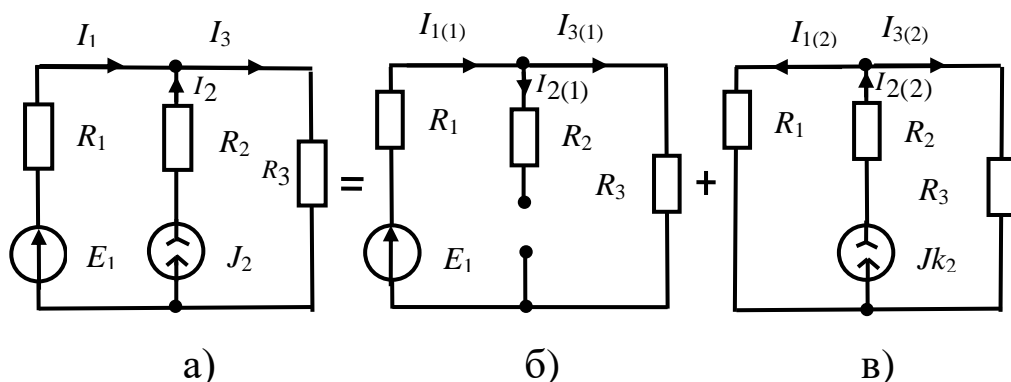 I1 I3 I1(1) I3(1) I1(2) I3(2)
I2 I2(1) I2(2)
R1 R2 R3 = R1 R2 R3 + R1 R2 R3
E1 J2 E1 Jk2
а) б) в)